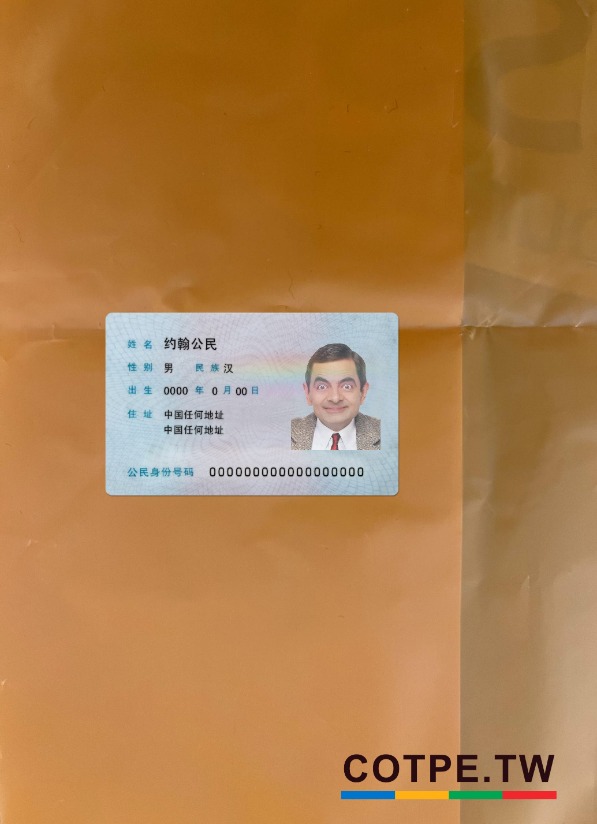 姓名 约翰公民
性别 男 民族 汉
出生 0000 年 0 月 00 日
住址 中国任何地址
中国任何地址
公民身份号码 000000000000000000
COTPE.TW